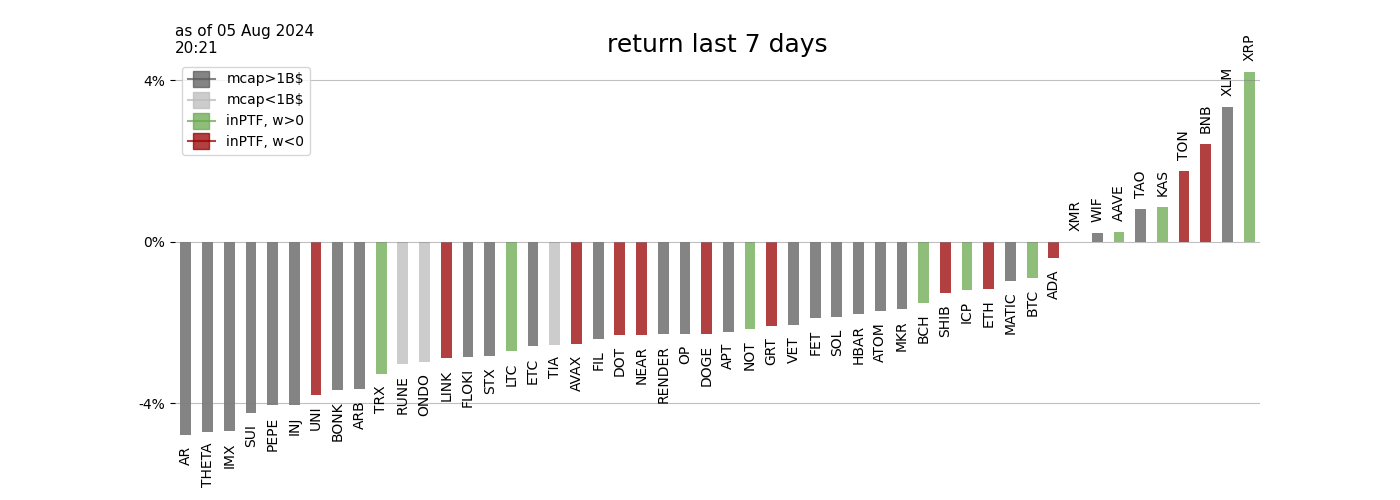 as of 05 Aug 2024
20:21
return last 7 days
mcap>1B$
mcap<1B$
inPTF, w>0
inPTF, w<0
4%
0%
-4%
AR
THETA
IMX
SUI
PEPE
INJ
UNI
BONK
ARB
TRX
RUNE
ONDO
LINK
FLOKI
STX
LTC
ETC
TIA
AVAX
FIL
DOT
NEAR
RENDER
OP
DOGE
APT
NOT
GRT
VET
FET
SOL
HBAR
ATOM
MKR
BCH
SHIB
ICP
ETH
MATIC
BTC
ADA
XMR
WIF
AAVE
TAO
KAS
TON
BNB
XLM
XRP